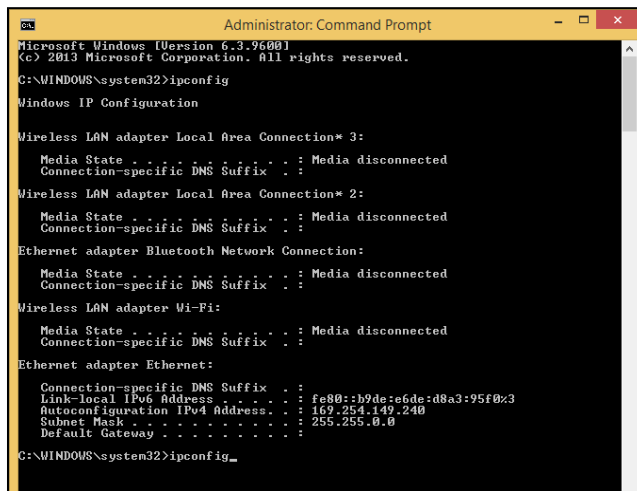 Administrator: Command Prompt
Microsoft Windows [Version 6.3.9600]
(c) 2013 Microsoft Corporation. All rights reserved.
C:\WINDOWS\system32>ipconfig
Windows IP Configuration
Wireless LAN adapter Local Area Connection* 3:
Media State . . . . . . . . . . . : Media disconnected
Connection-specific DNS Suffix  . :
Wireless LAN adapter Local Area Connection* 2:
Media State . . . . . . . . . . . : Media disconnected
Connection-specific DNS Suffix  . :
Ethernet adapter Bluetooth Network Connection:
Media State . . . . . . . . . . . : Media disconnected
Connection-specific DNS Suffix  . :
Wireless LAN adapter Wi-Fi:
Media State . . . . . . . . . . . : Media disconnected
Connection-specific DNS Suffix  . :
Ethernet adapter Ethernet:
Connection-specific DNS Suffix  . :
Link-local IPv6 Address . . . . . : fe80::b9de:e6de:d8a3:95f0%3
Autoconfiguration IPv4 Address. . : 169.254.149.240
Subnet Mask . . . . . . . . . . . : 255.255.0.0
Default Gateway . . . . . . . . . :
C:\WINDOWS\system32>ipconfig_